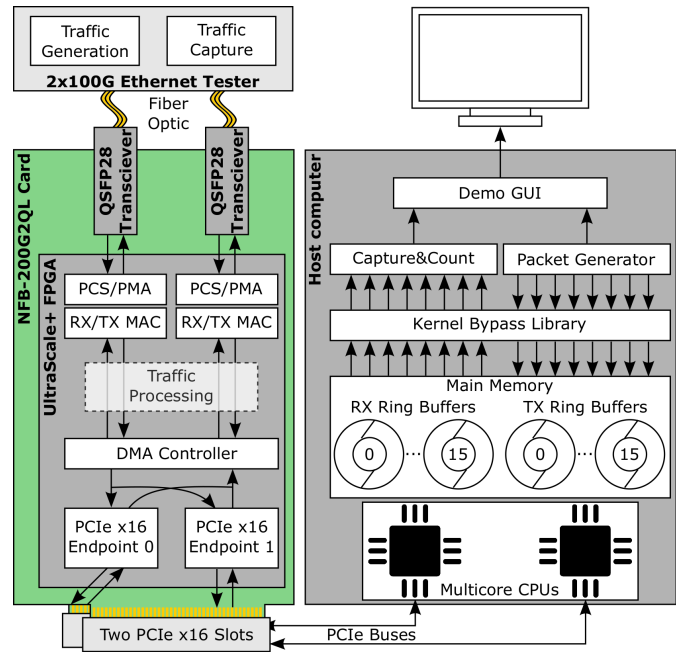 Traffic
Generation
Traffic
Capture
2x100G Ethernet Tester
Fiber
Optic
NFB-200G2QL Card
QSFP28
Transciever
QSFP28
Transciever
UltraScale+ FPGA
PCS/PMA
PCS/PMA
RX/TX MAC
RX/TX MAC
Traffic
Processing
DMA Controller
PCIe x16
Endpoint 0
PCIe x16
Endpoint 1
Two PCIe x16 Slots
PCIe Buses
Host computer
Demo GUI
Capture&Count
Packet Generator
Kernel Bypass Library
Main Memory
RX Ring Buffers
TX Ring Buffers
0
...
15
0
...
15
Multicore CPUs